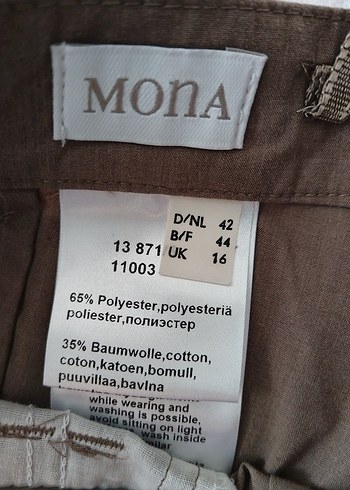 MONA
D/NL 42
B/F 44
UK 16
13 871
11003
65% Polyester,polyesteriä
poliester,полиэстер
35% Baumwolle,cotton,
coton,katoen,bomull,
puuvillaa,bavlna
while wearing and
washing is possible,
avoid sitting on light
wash inside